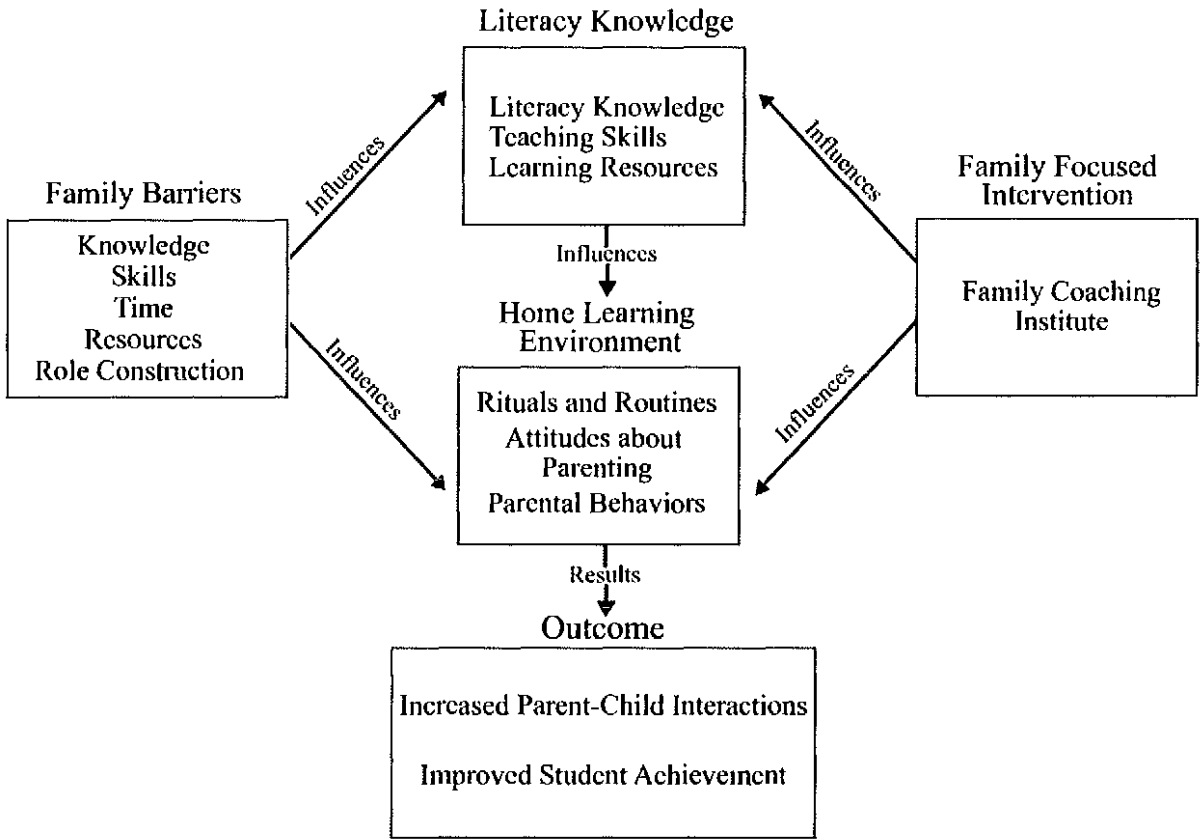 Literacy Knowledge
Literacy Knowledge
Teaching Skills
Learning Resources
Influences
Influences
Family Barriers
Knowledge
Skills
Time
Resources
Role Construction
Family Focused
Intervention
Family Coaching
Institute
Influences
Home Learning
Environment
Influences
Influences
Rituals and Routines
Attitudes about
Parenting
Parental Behaviors
Results
Outcome
Increased Parent-Child Interactions
Improved Student Achievement